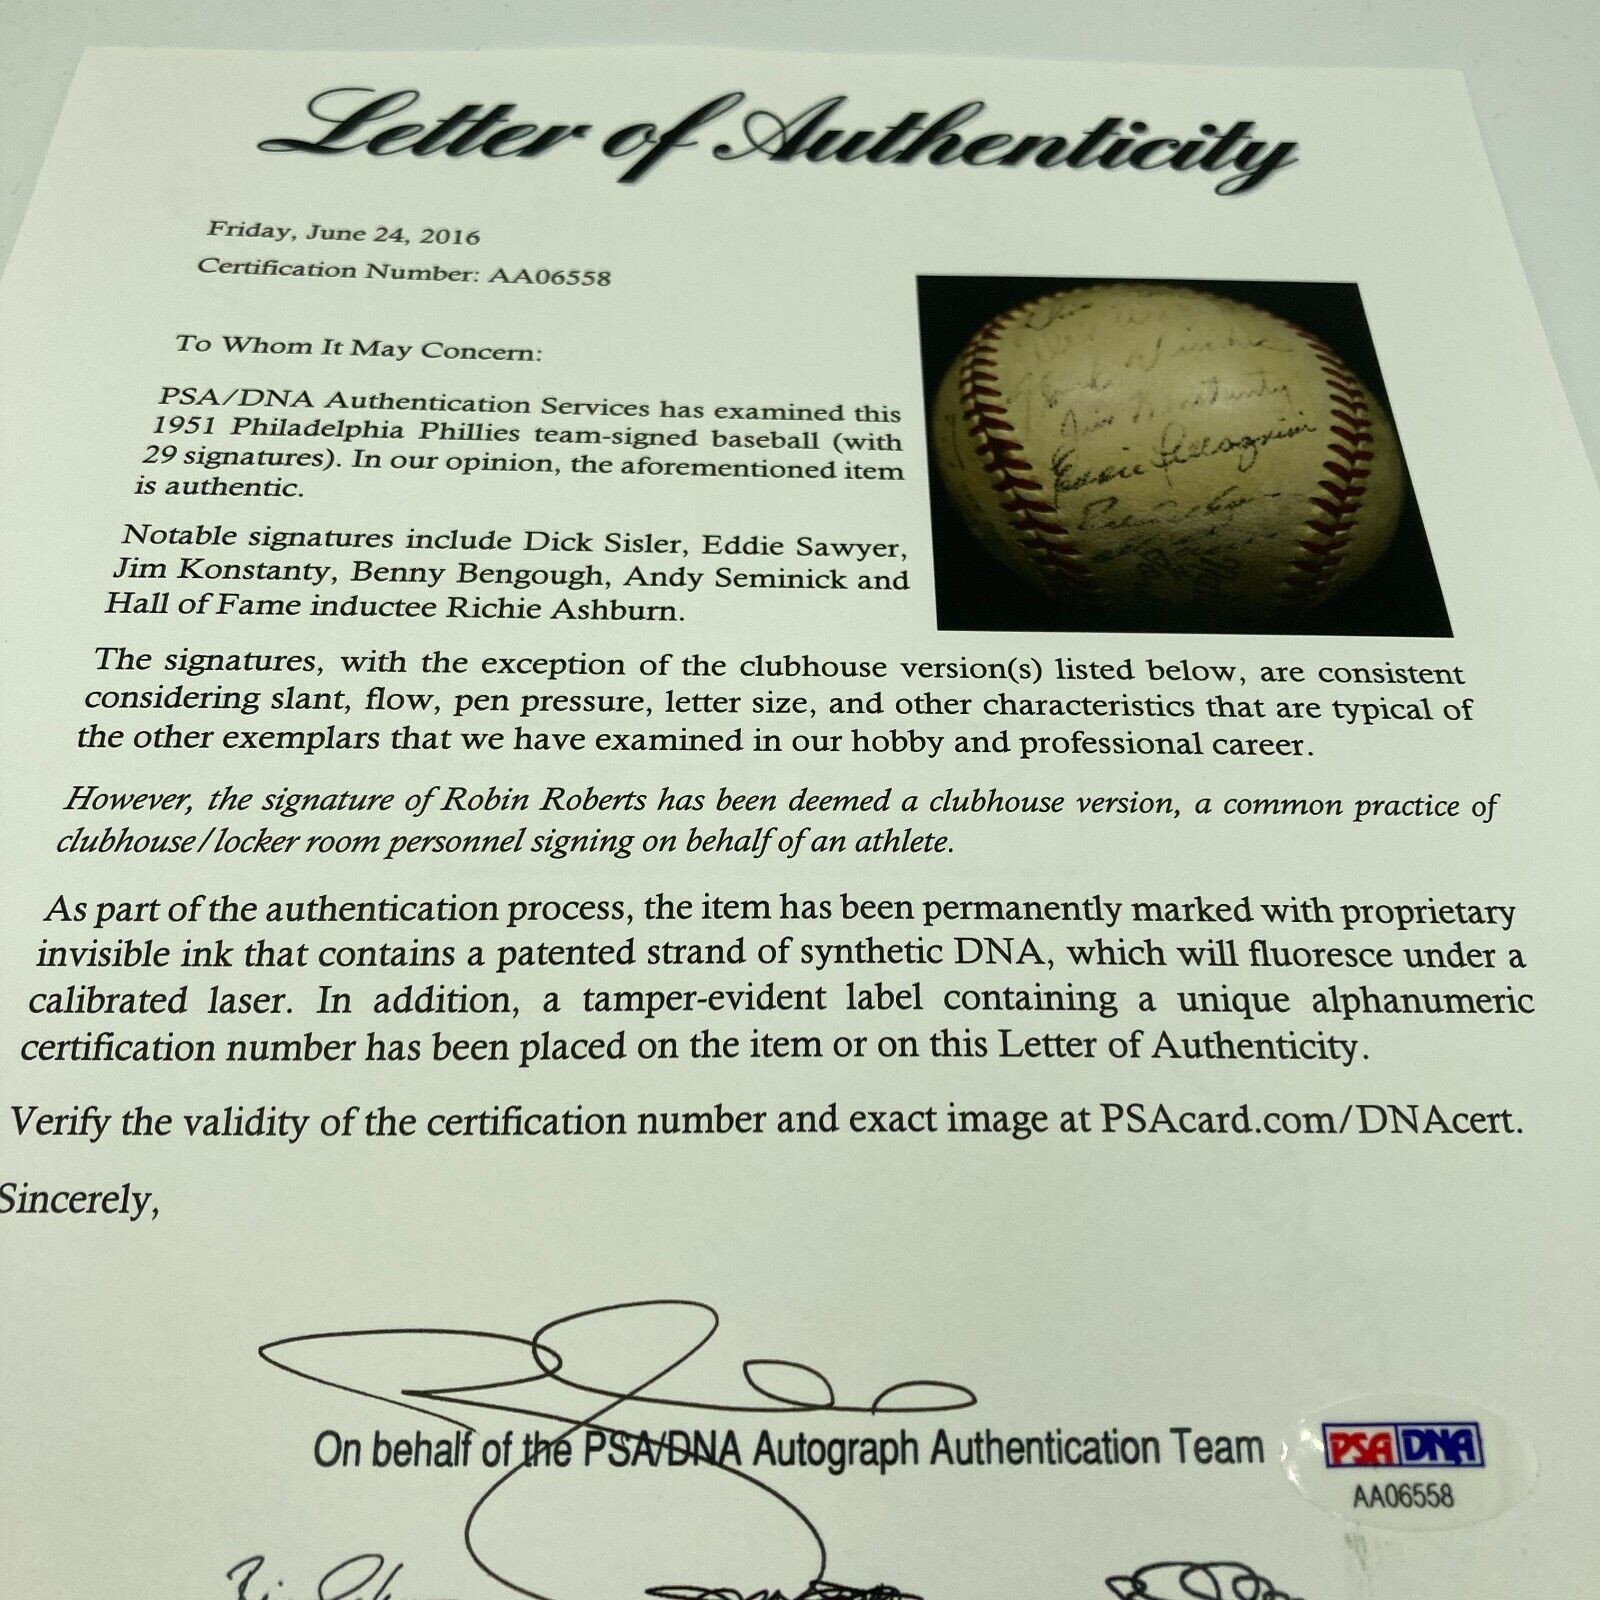 Letter of Authenticity
Friday, June 24, 2016
Certification Number: AA06558
To Whom It May Concern:
PSA/DNA Authentication Services has examined this
1951 Philadelphia Phillies team-signed baseball (with
29 signatures). In our opinion, the aforementioned item
is authentic.
Notable signatures include Dick Sisler, Eddie Sawyer,
Jim Konstanty, Benny Bengough, Andy Seminick and
Hall of Fame inductee Richie Ashburn.
Jim Konstanty
Eddie Pellagrini
The signatures, with the exception of the clubhouse version(s) listed below, are consistent
considering slant, flow, pen pressure, letter size, and other characteristics that are typical of
the other exemplars that we have examined in our hobby and professional career.
However, the signature of Robin Roberts has been deemed a clubhouse version, a common practice of
clubhouse/locker room personnel signing on behalf of an athlete.
As part of the authentication process, the item has been permanently marked with proprietary
invisible ink that contains a patented strand of synthetic DNA, which will fluoresce under a
calibrated laser. In addition, a tamper-evident label containing a unique alphanumeric
certification number has been placed on the item or on this Letter of Authenticity.
Verify the validity of the certification number and exact image at PSAcard.com/DNAcert.
Sincerely,
On behalf of the PSA/DNA Autograph Authentication Team
PSA DNA
AA06558